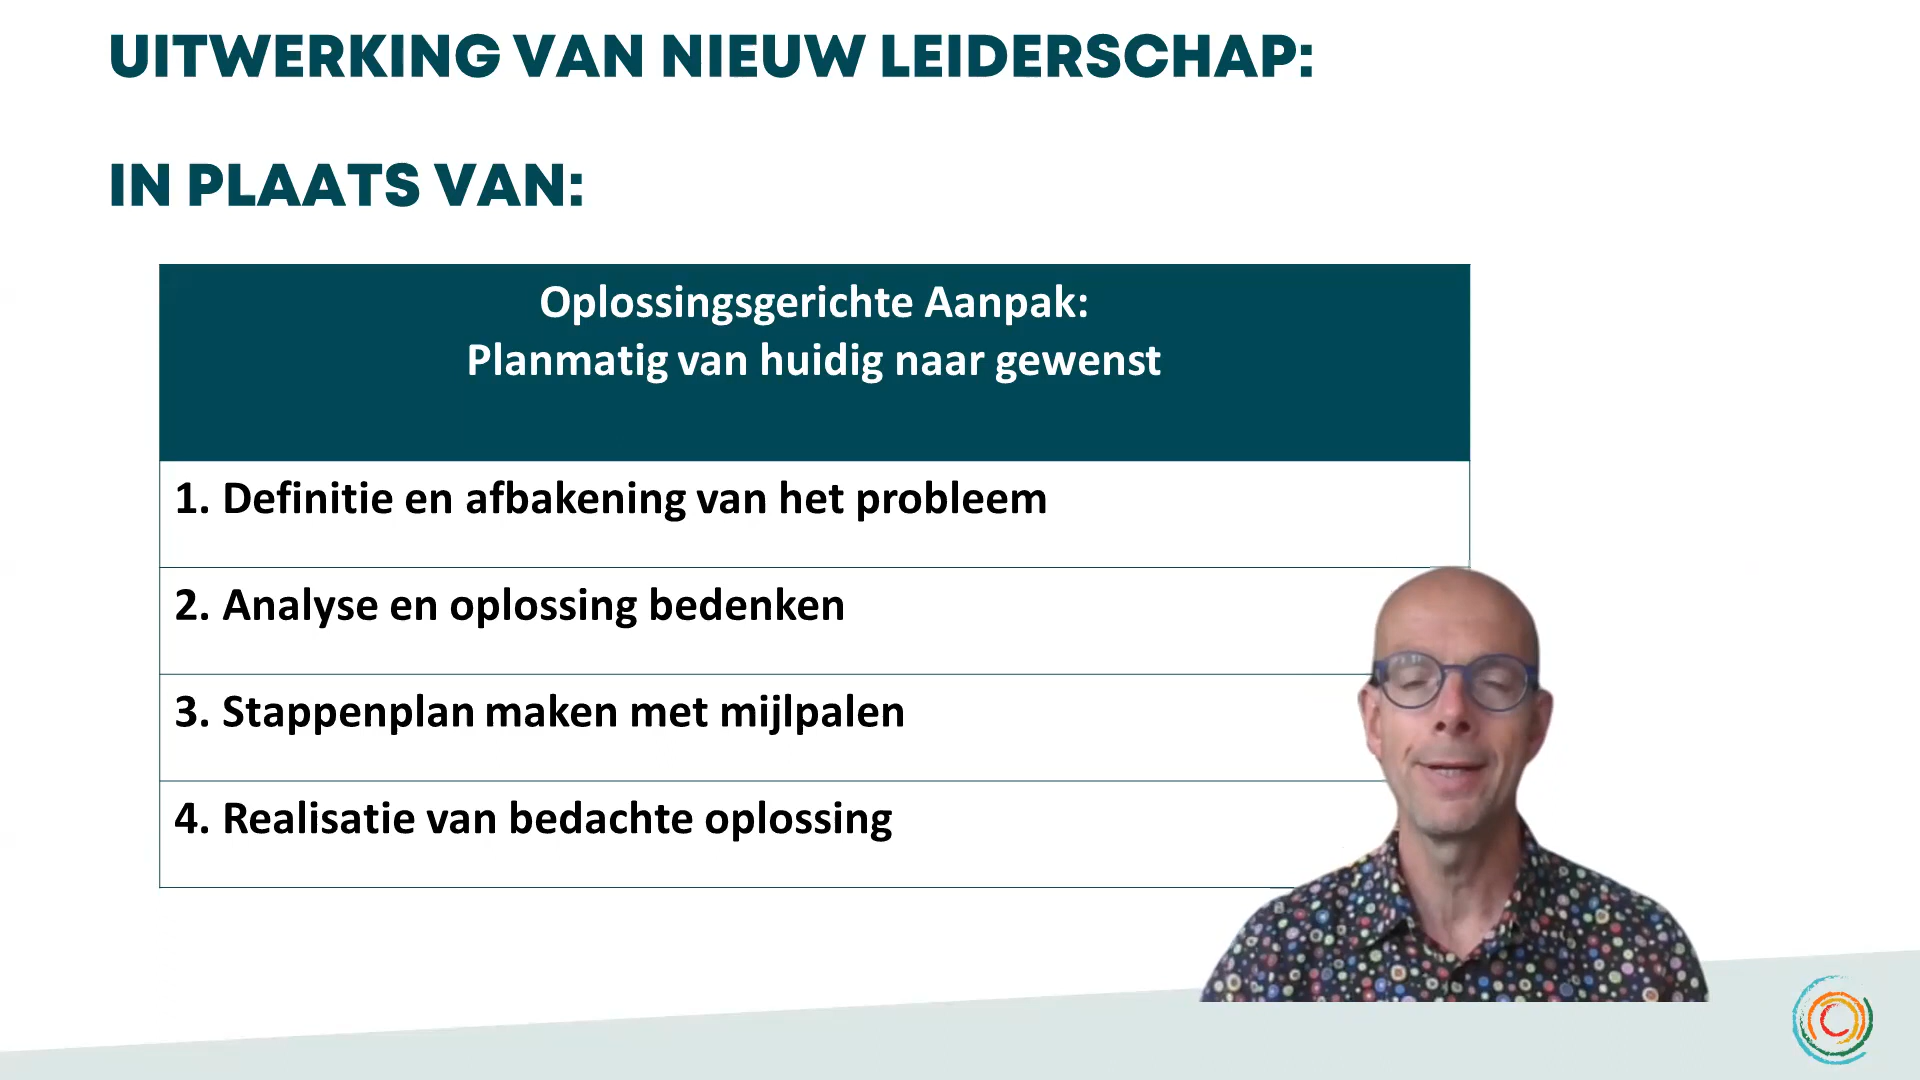 UITWERKING VAN NIEUW LEIDERSCHAP:
IN PLAATS VAN:
Oplossingsgerichte Aanpak:
Planmatig van huidig naar gewenst
1. Definitie en afbakening van het probleem
2. Analyse en oplossing bedenken
3. Stappenplan maken met mijlpalen
4. Realisatie van bedachte oplossing